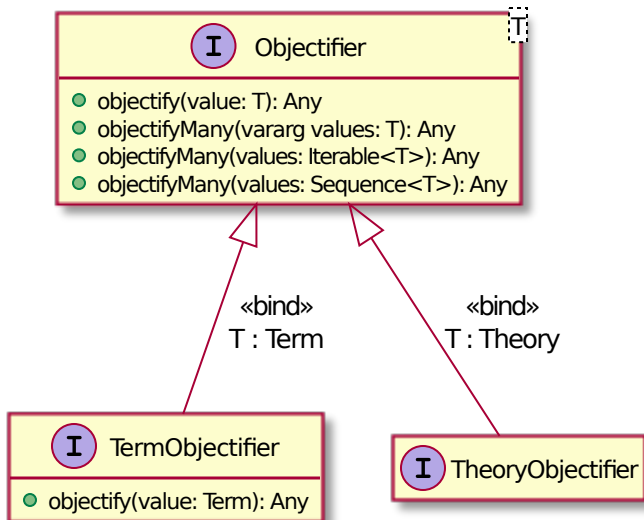 T
I Objectifier
objectify(value: T): Any
objectifyMany(vararg values: T): Any
objectifyMany(values: Iterable<T>): Any
objectifyMany(values: Sequence<T>): Any
«bind»
T : Term
«bind»
T : Theory
I TermObjectifier
objectify(value: Term): Any
I TheoryObjectifier